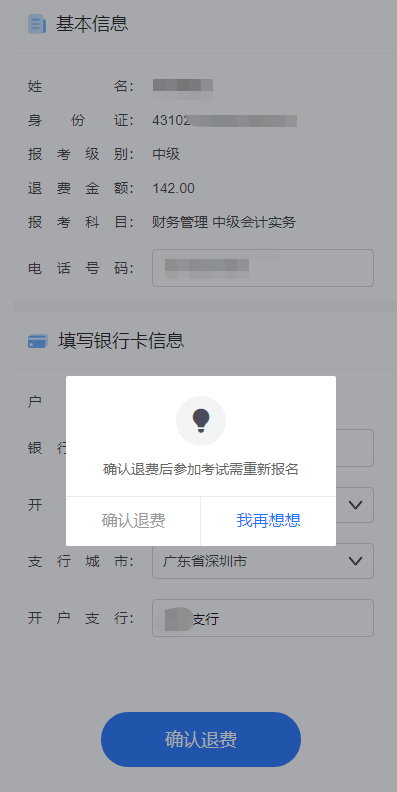 基本信息
姓名：
身份证：43102
报考级别：中级
退费金额：142.00
报考科目：财务管理 中级会计实务
电话号码：
填写银行卡信息
户
银行
确认退费后参加考试需重新报名
开
确认退费 我再想想
支行城市：广东省深圳市
开户支行：支行
确认退费